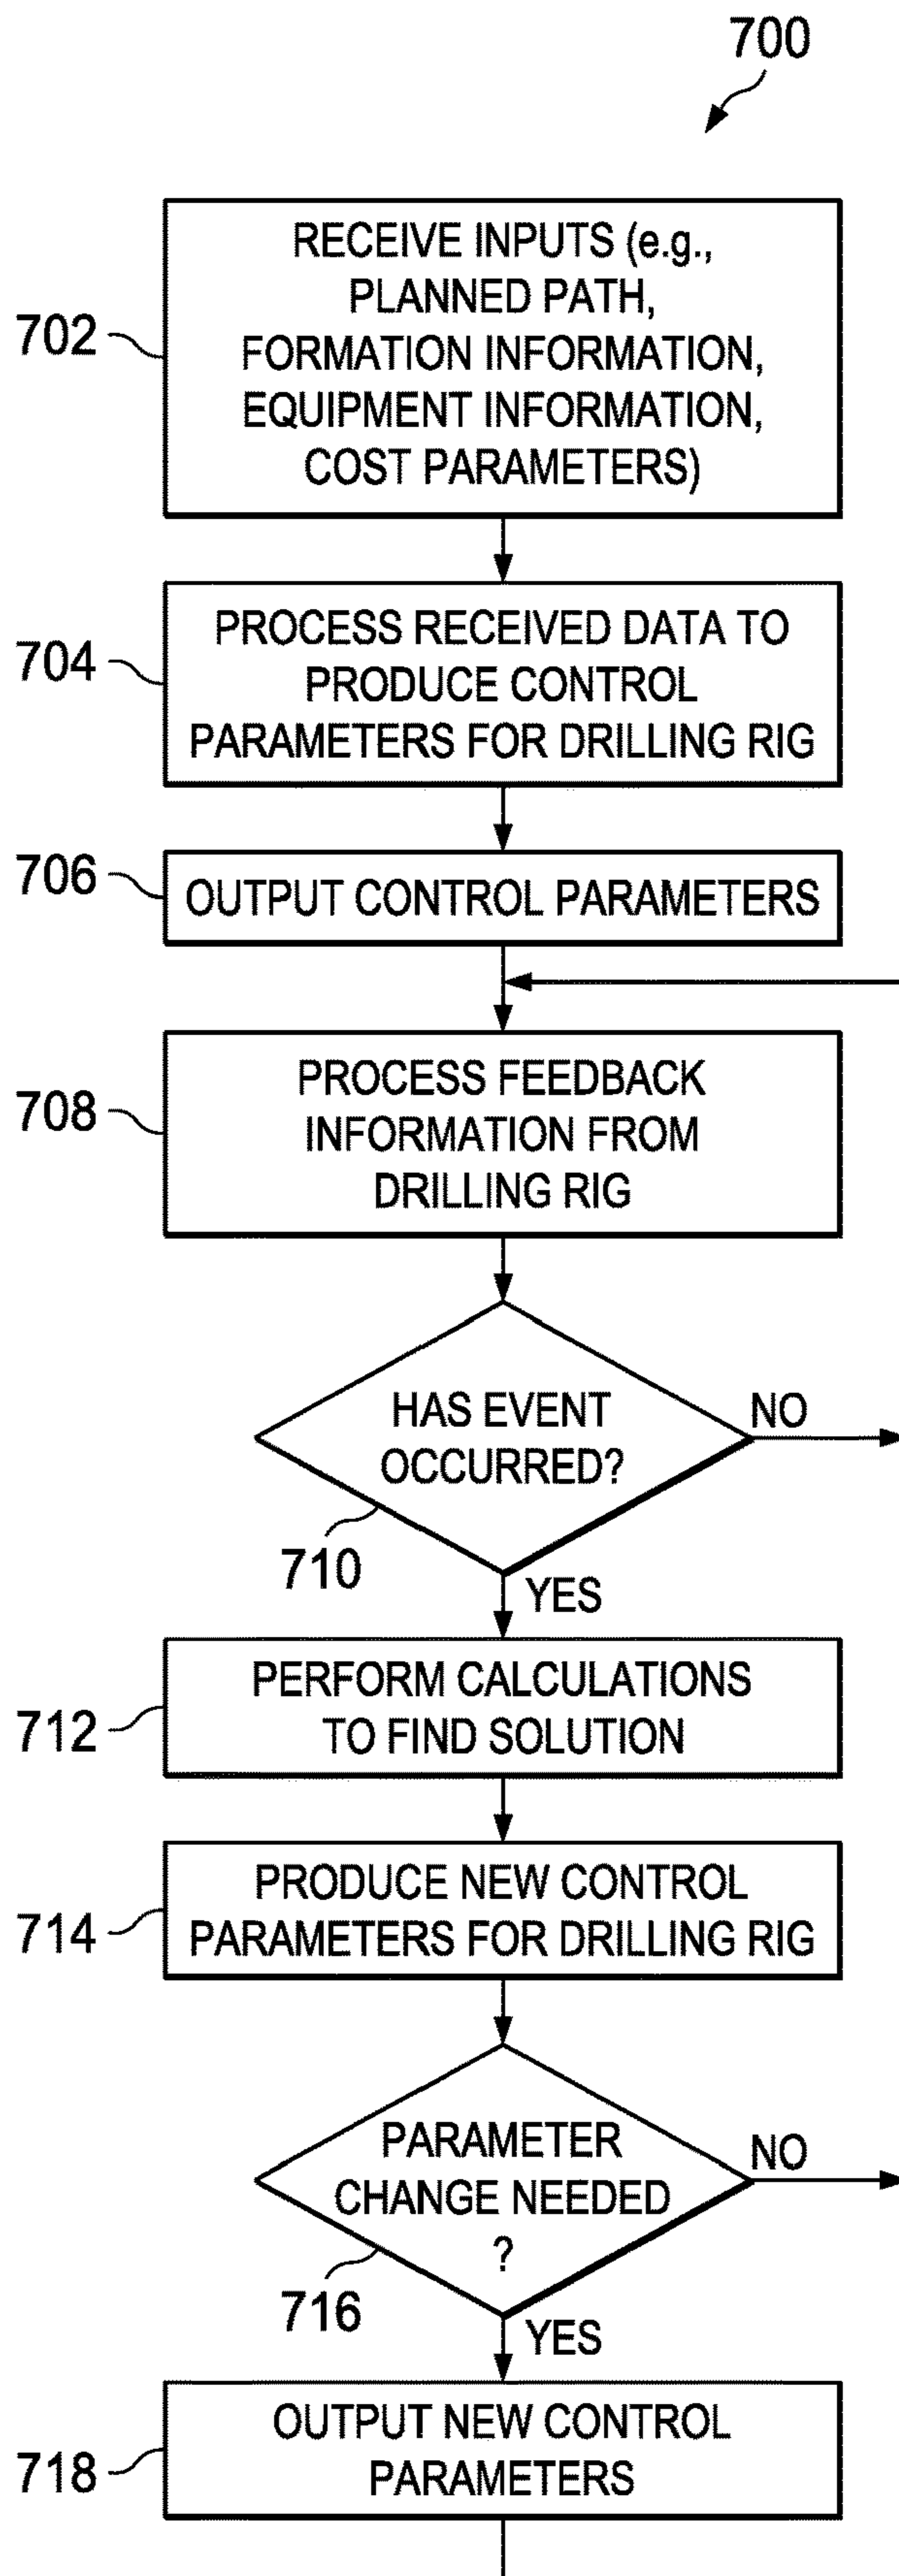 700
702
RECEIVE INPUTS (e.g.,
PLANNED PATH,
FORMATION INFORMATION,
EQUIPMENT INFORMATION,
COST PARAMETERS)
704
PROCESS RECEIVED DATA TO
PRODUCE CONTROL
PARAMETERS FOR DRILLING RIG
706
OUTPUT CONTROL PARAMETERS
708
PROCESS FEEDBACK
INFORMATION FROM
DRILLING RIG
HAS EVENT
OCCURRED?
NO
710
YES
712
PERFORM CALCULATIONS
TO FIND SOLUTION
714
PRODUCE NEW CONTROL
PARAMETERS FOR DRILLING RIG
PARAMETER
CHANGE NEEDED
?
NO
716
YES
718
OUTPUT NEW CONTROL
PARAMETERS